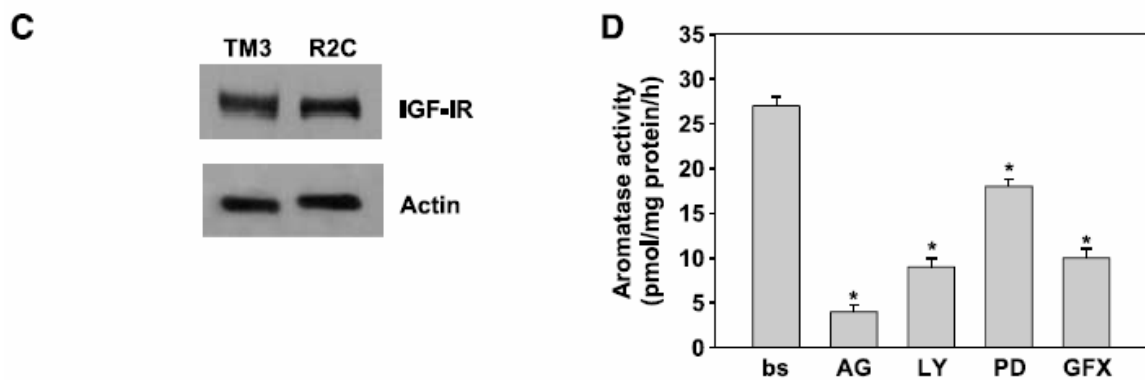 C
TM3 R2C
IGF-IR
Actin
D
Aromatase activity
(pmol/mg protein/h)
35
30
25
20
15
10
5
0
*
*
*
*
bs AG LY PD GFX